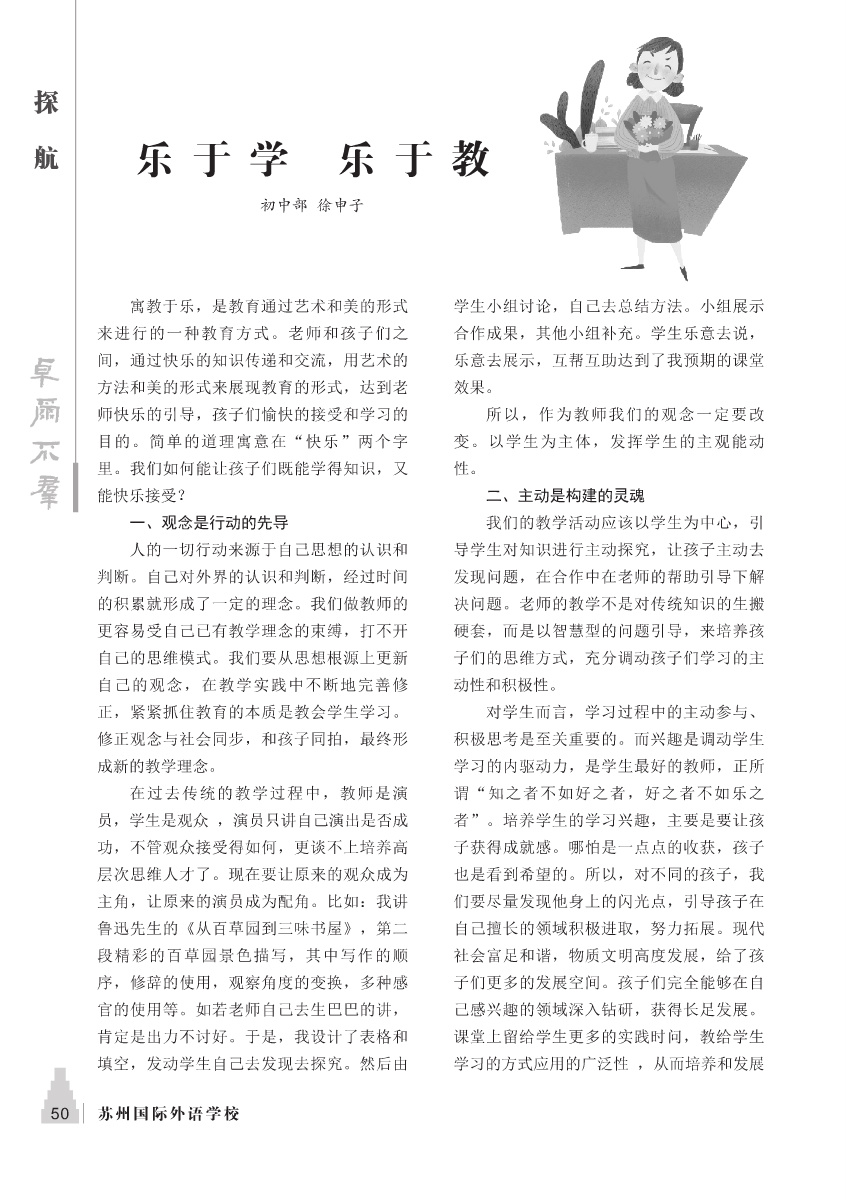 探
航
卓尔不群
乐于学 乐于教
初中部 徐申子
寓教于乐，是教育通过艺术和美的形式
来进行的一种教育方式。老师和孩子们之
间，通过快乐的知识传递和交流，用艺术的
方法和美的形式来展现教育的形式，达到老
师快乐的引导，孩子们愉快的接受和学习的
目的。简单的道理寓意在“快乐”两个字
里。我们如何能让孩子们既能学得知识，又
能快乐接受？
一、观念是行动的先导
人的一切行动来源于自己思想的认识和
判断。自己对外界的认识和判断，经过时间
的积累就形成了一定的理念。我们做教师的
更容易受自己已有教学理念的束缚，打不开
自己的思维模式。我们要从思想根源上更新
自己的观念，在教学实践中不断地完善修
正，紧紧抓住教育的本质是教会学生学习。
修正观念与社会同步，和孩子同拍，最终形
成新的教学理念。
在过去传统的教学过程中，教师是演
员，学生是观众 ，演员只讲自己演出是否成
功，不管观众接受得如何，更谈不上培养高
层次思维人才了。现在要让原来的观众成为
主角，让原来的演员成为配角。比如：我讲
鲁迅先生的《从百草园到三味书屋》，第二
段精彩的百草园景色描写，其中写作的顺
序，修辞的使用，观察角度的变换，多种感
官的使用等。如若老师自己去生巴巴的讲，
肯定是出力不讨好。于是，我设计了表格和
填空，发动学生自己去发现去探究。然后由
学生小组讨论，自己去总结方法。小组展示
合作成果，其他小组补充。学生乐意去说，
乐意去展示，互帮互助达到了我预期的课堂
效果。
所以，作为教师我们的观念一定要改
变。以学生为主体，发挥学生的主观能动
性。
二、主动是构建的灵魂
我们的教学活动应该以学生为中心，引
导学生对知识进行主动探究，让孩子主动去
发现问题，在合作中在老师的帮助引导下解
决问题。老师的教学不是对传统知识的生搬
硬套，而是以智慧型的问题引导，来培养孩
子们的思维方式，充分调动孩子们学习的主
动性和积极性。
对学生而言，学习过程中的主动参与、
积极思考是至关重要的。而兴趣是调动学生
学习的内驱动力，是学生最好的教师，正所
谓“知之者不如好之者，好之者不如乐之
者”。培养学生的学习兴趣，主要是要让孩
子获得成就感。哪怕是一点点的收获，孩子
也是看到希望的。所以，对不同的孩子，我
们要尽量发现他身上的闪光点，引导孩子在
自己擅长的领域积极进取，努力拓展。现代
社会富足和谐，物质文明高度发展，给了孩
子们更多的发展空间。孩子们完全能够在自
己感兴趣的领域深入钻研，获得长足发展。
课堂上留给学生更多的实践时问，教给学生
学习的方式应用的广泛性 ，从而培养和发展
50 苏州国际外语学校